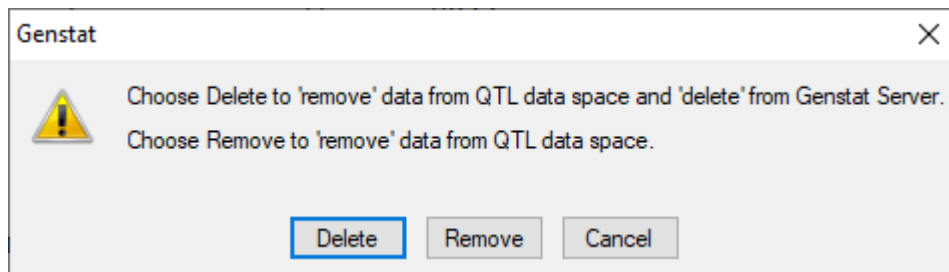 Genstat
Choose Delete to 'remove' data from QTL data space and 'delete' from Genstat Server.
Choose Remove to 'remove' data from QTL data space.
Delete Remove Cancel